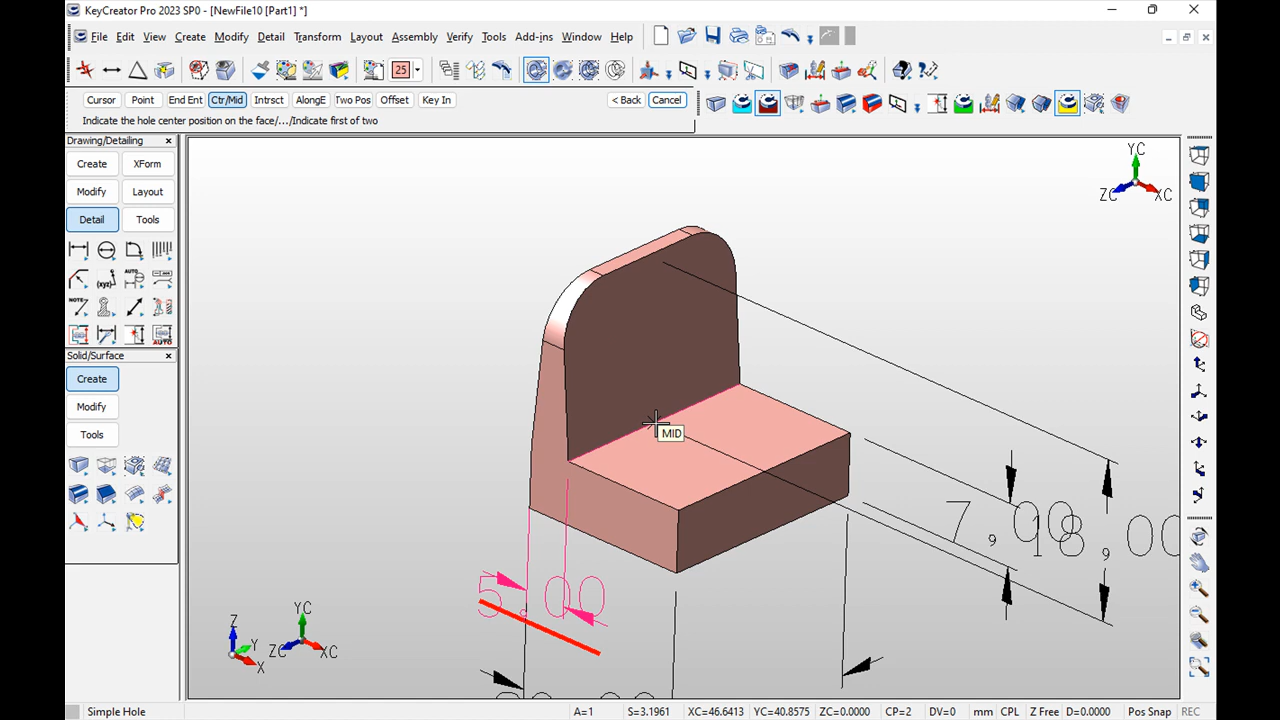 KeyCreator Pro 2023 SP0 - [NewFile10 [Part1] *]
File Edit View Create Modify Detail Transform Layout Assembly Verify Tools Add-ins Window Help
25
Cursor Point End Ent Ctr/Mid Intrsct AlongE Two Pos Offset Key In < Back Cancel
Indicate the hole center position on the face/.../Indicate first of two
Drawing/Detailing
Create XForm
Modify Layout
Detail Tools
Solid/Surface
Create
Modify
Tools
YC
ZC XC
MID
7,00
18,00
5,00
Z
Y
X
YC
ZC XC
Simple Hole A=1 S=3.1961 XC=46.6413 YC=40.8575 ZC=0.0000 CP=2 DV=0 mm CPL Z Free D=0.0000 Pos Snap REC